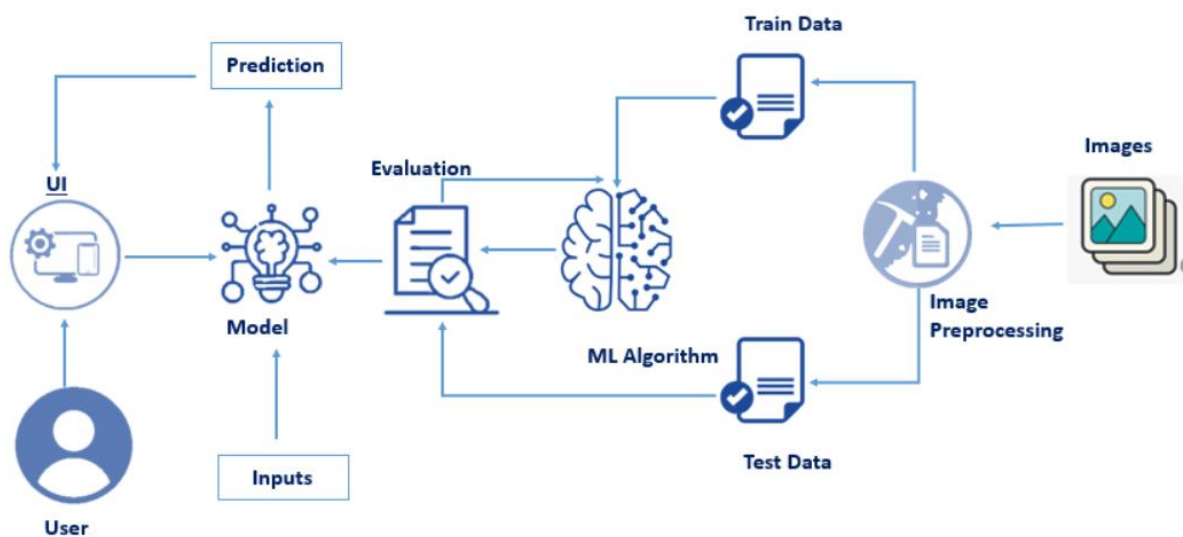 Train Data
Prediction
Images
Evaluation
UI
Image
Preprocessing
Model
ML Algorithm
Test Data
Inputs
User